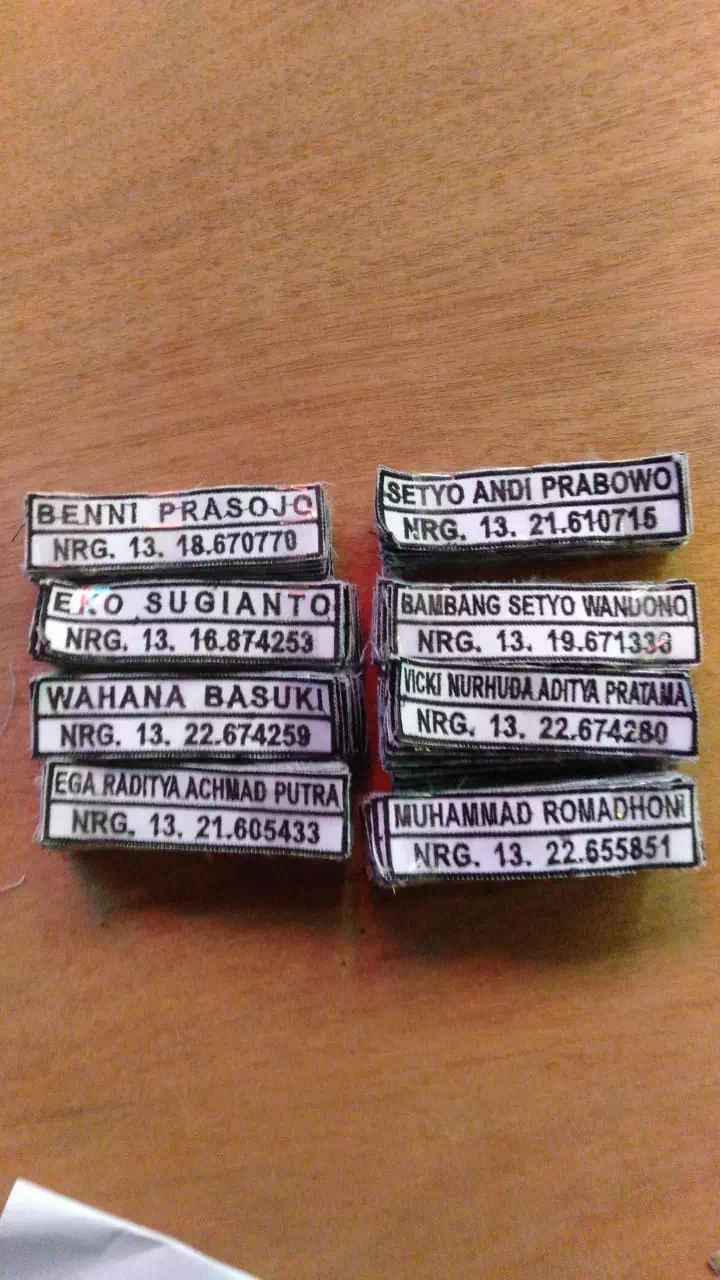 BENNI PRASOJO
NRG. 13. 18.670770
EKO SUGIANTO
NRG. 13. 16.874253
WAHANA BASUKI
NRG. 13. 22.674259
EGA RADITYA ACHMAD PUTRA
NRG. 13. 21.605433
SETYO ANDI PRABOWO
NRG. 13. 21.610715
BAMBANG SETYO WANDONO
NRG. 13. 19.671336
VICKI NURHUDA ADITYA PRATAMA
NRG. 13. 22.674280
MUHAMMAD ROMADHONI
NRG. 13. 22.655851